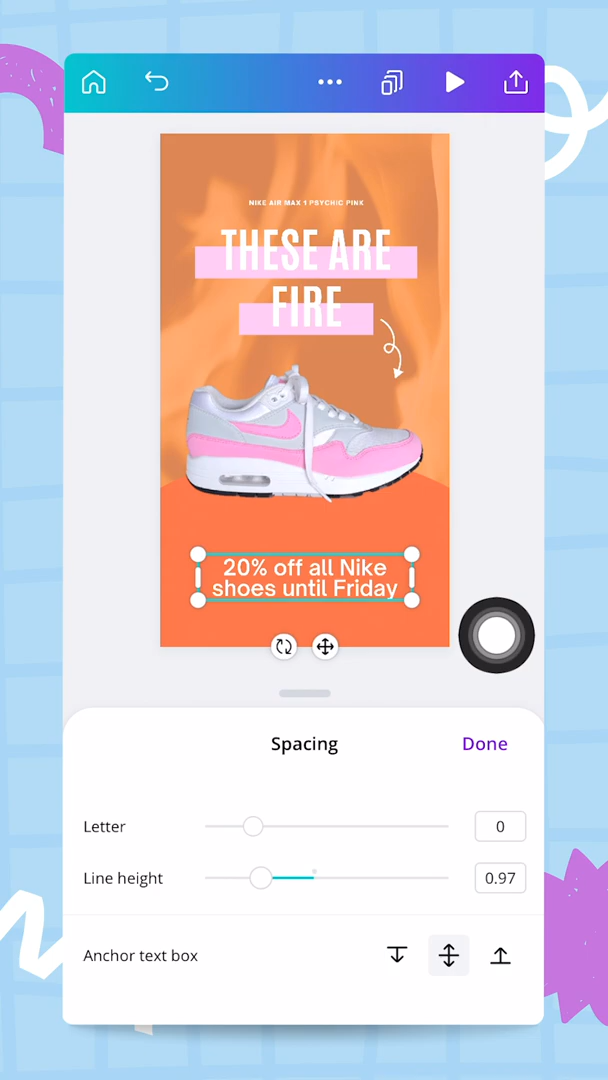 NIKE AIR MAX 1 PSYCHIC PINK
THESE ARE
FIRE
20% off all Nike
shoes until Friday
Spacing
Done
Letter
0
Line height
0.97
Anchor text box